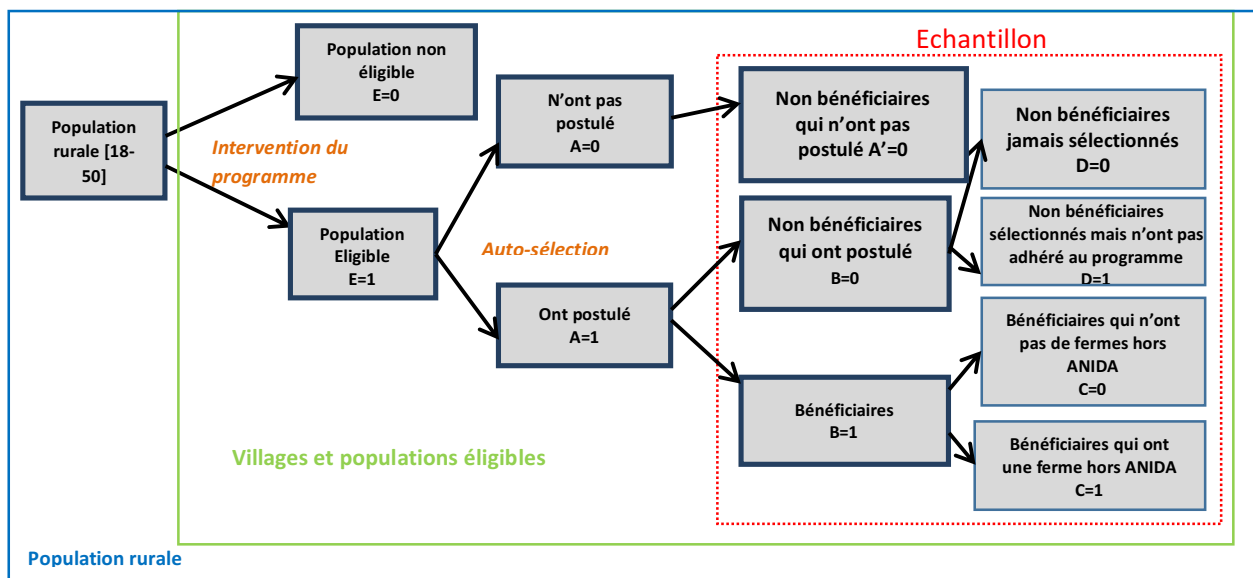 Echantillon
Population non
éligible
E=0
N'ont pas
postulé
A=0
Non bénéficiaires
qui n'ont pas
postulé A'=0
Non bénéficiaires
jamais sélectionnés
D=0
Population
rurale [18-
50]
Intervention du
programme
Population
Eligible
E=1
Auto-sélection
Non bénéficiaires
qui ont postulé
B=0
Non bénéficiaires
sélectionnés mais n'ont pas
adhéré au programme
D=1
Ont postulé
A=1
Bénéficiaires qui n'ont
pas de fermes hors
ANIDA
C=0
Bénéficiaires
B=1
Bénéficiaires qui ont
une ferme hors ANIDA
C=1
Villages et populations éligibles
Population rurale